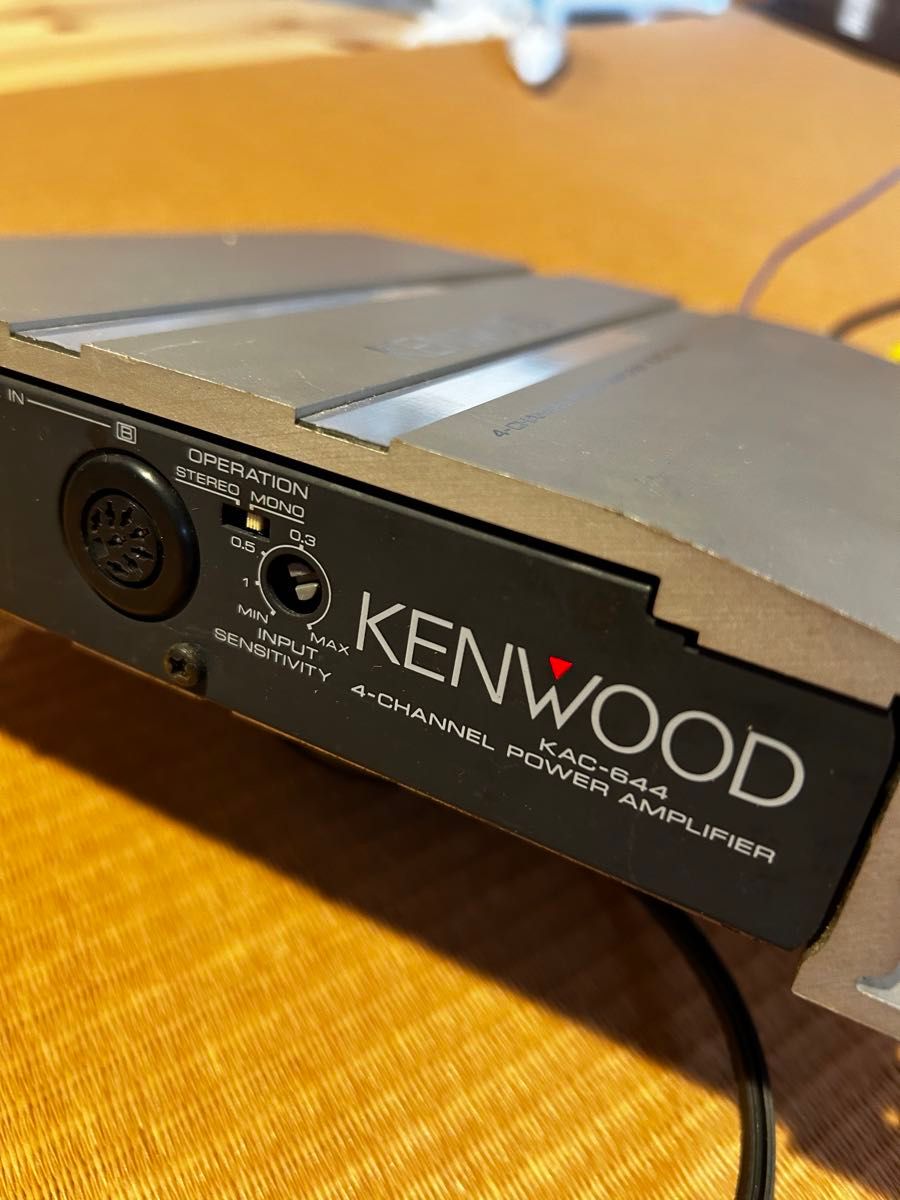 IN
B
OPERATION
STEREO MONO
0.5 0.3
1
MIN MAX
INPUT
SENSITIVITY
KENWOOD
KAC-644
4-CHANNEL POWER AMPLIFIER
KENWOOD